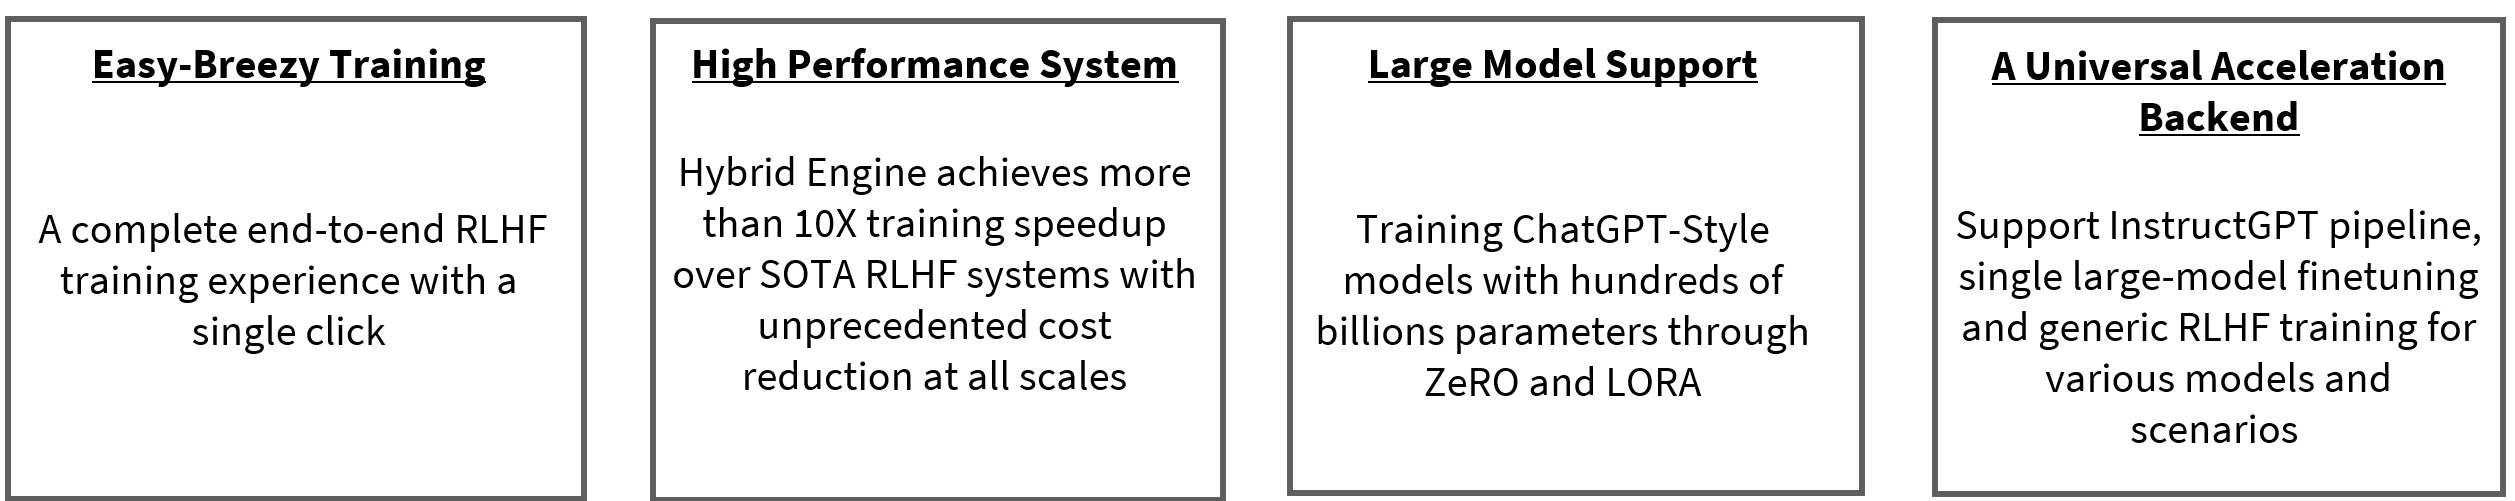 Easy-Breezy Training
A complete end-to-end RLHF
training experience with a
single click
High Performance System
Hybrid Engine achieves more
than 10X training speedup
over SOTA RLHF systems with
unprecedented cost
reduction at all scales
Large Model Support
Training ChatGPT-Style
models with hundreds of
billions parameters through
ZeRO and LORA
A Universal Acceleration
Backend
Support InstructGPT pipeline,
single large-model finetuning
and generic RLHF training for
various models and
scenarios